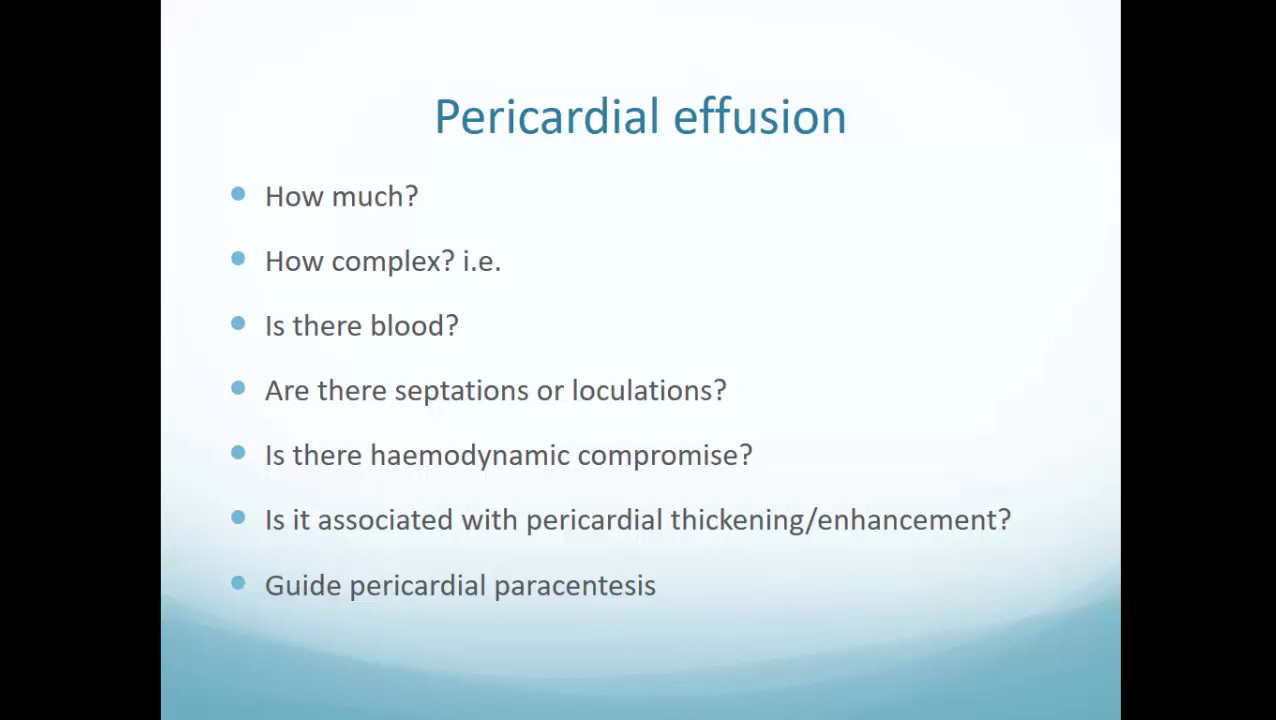 Pericardial effusion
How much?
How complex? i.e.
Is there blood?
Are there septations or loculations?
Is there haemodynamic compromise?
Is it associated with pericardial thickening/enhancement?
Guide pericardial paracentesis